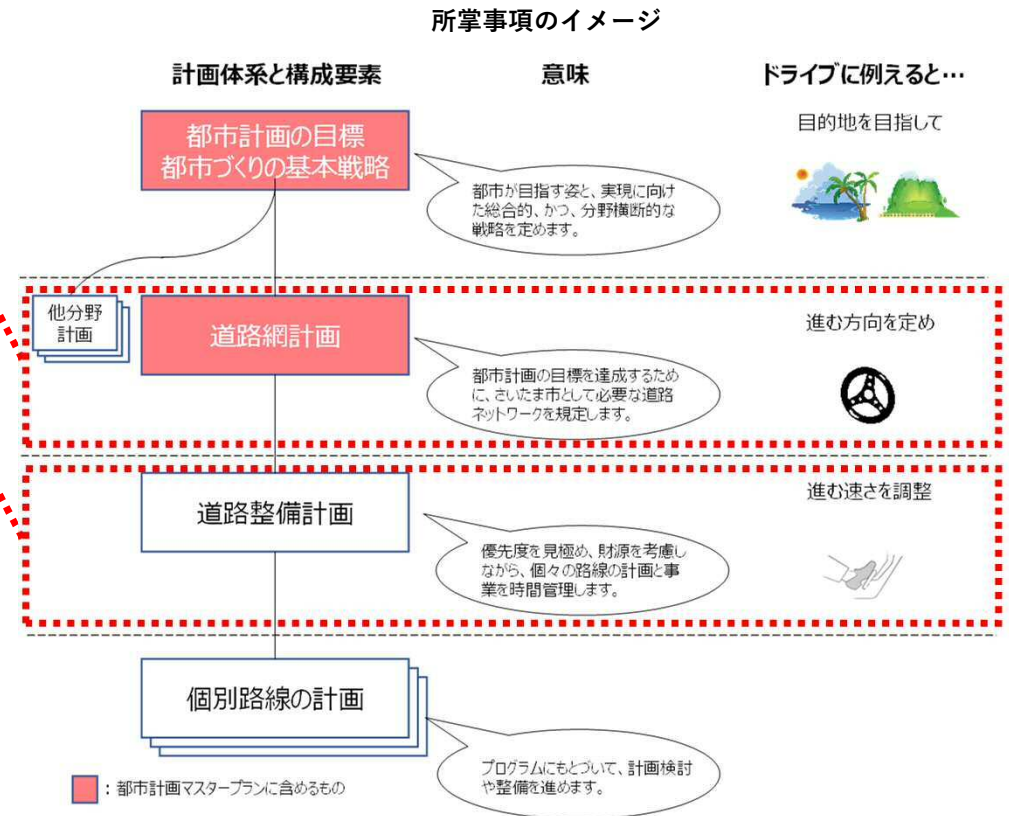 所掌事項のイメージ
計画体系と構成要素
意味
ドライブに例えると…
都市計画の目標
都市づくりの基本戦略
都市が目指す姿と、実現に向け
た総合的、かつ、分野横断的な
戦略を定めます。
目的地を目指して
他分野
計画
道路網計画
都市計画の目標を達成するため
に、さいたま市として必要な道路
ネットワークを規定します。
進む方向を定め
道路整備計画
優先度を見極め、財源を考慮し
ながら、個々の路線の計画と事
業を時間管理します。
進む速さを調整
個別路線の計画
プログラムにもとづいて、計画検討
や整備を進めます。
：都市計画マスタープランに含めるもの